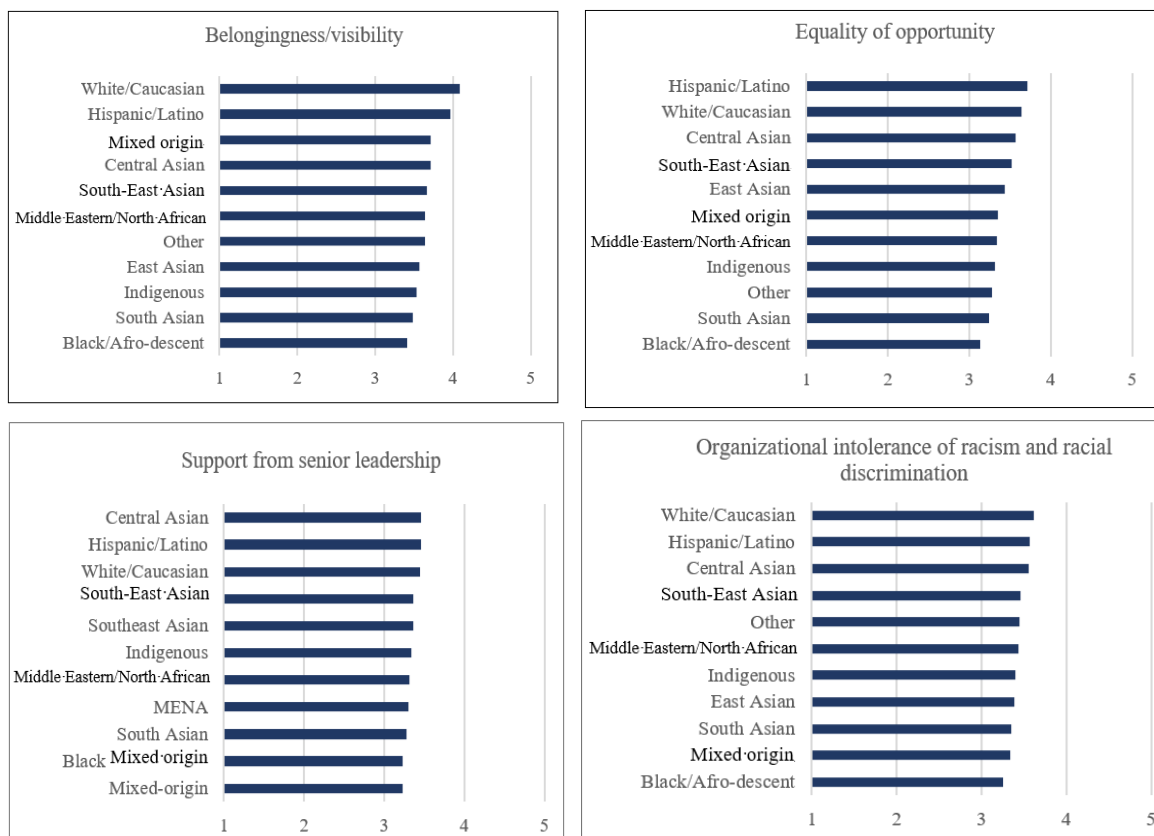 Belongingness/visibility
White/Caucasian
Hispanic/Latino
Mixed origin
Central Asian
South-East·Asian
Middle·Eastern/North·African
Other
East Asian
Indigenous
South Asian
Black/Afro-descent
1 2 3 4 5
Equality of opportunity
Hispanic/Latino
White/Caucasian
Central Asian
South-East·Asian
East Asian
Mixed origin
Middle·Eastern/North·African
Indigenous
Other
South Asian
Black/Afro-descent
1 2 3 4 5
Support from senior leadership
Central Asian
Hispanic/Latino
White/Caucasian
South-East·Asian
Southeast Asian
Indigenous
Middle·Eastern/North·African
MENA
South Asian
Black Mixed·origin
Mixed-origin
1 2 3 4 5
Organizational intolerance of racism and racial
discrimination
White/Caucasian
Hispanic/Latino
Central Asian
South-East Asian
Other
Middle·Eastern/North·African
Indigenous
East Asian
South Asian
Mixed·origin
Black/Afro-descent
1 2 3 4 5